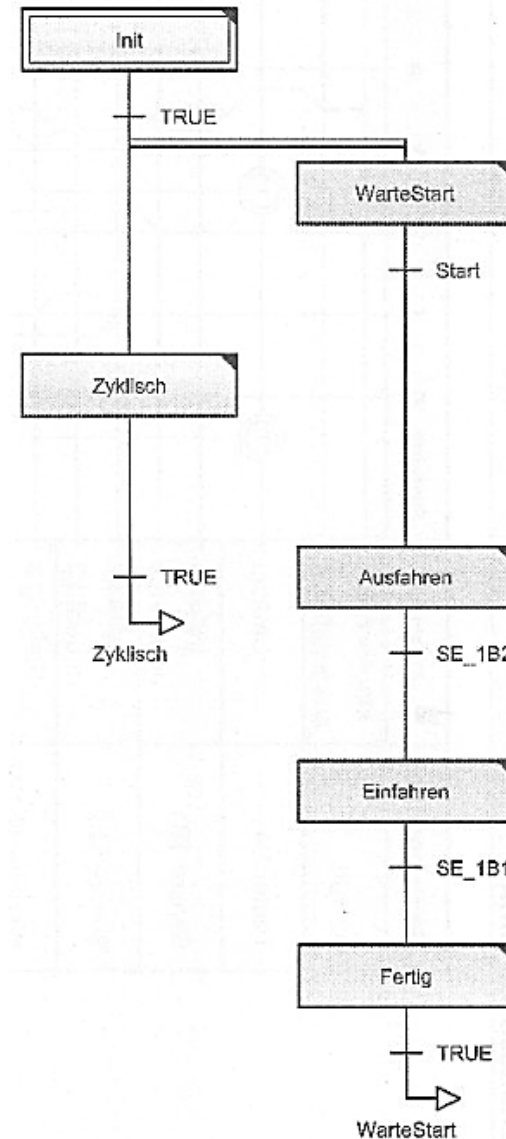 Init
TRUE
WarteStart
Start
Zyklisch
Ausfahren
TRUE
Zyklisch
SE_1B2
Einfahren
SE_1B1
Fertig
TRUE
WarteStart